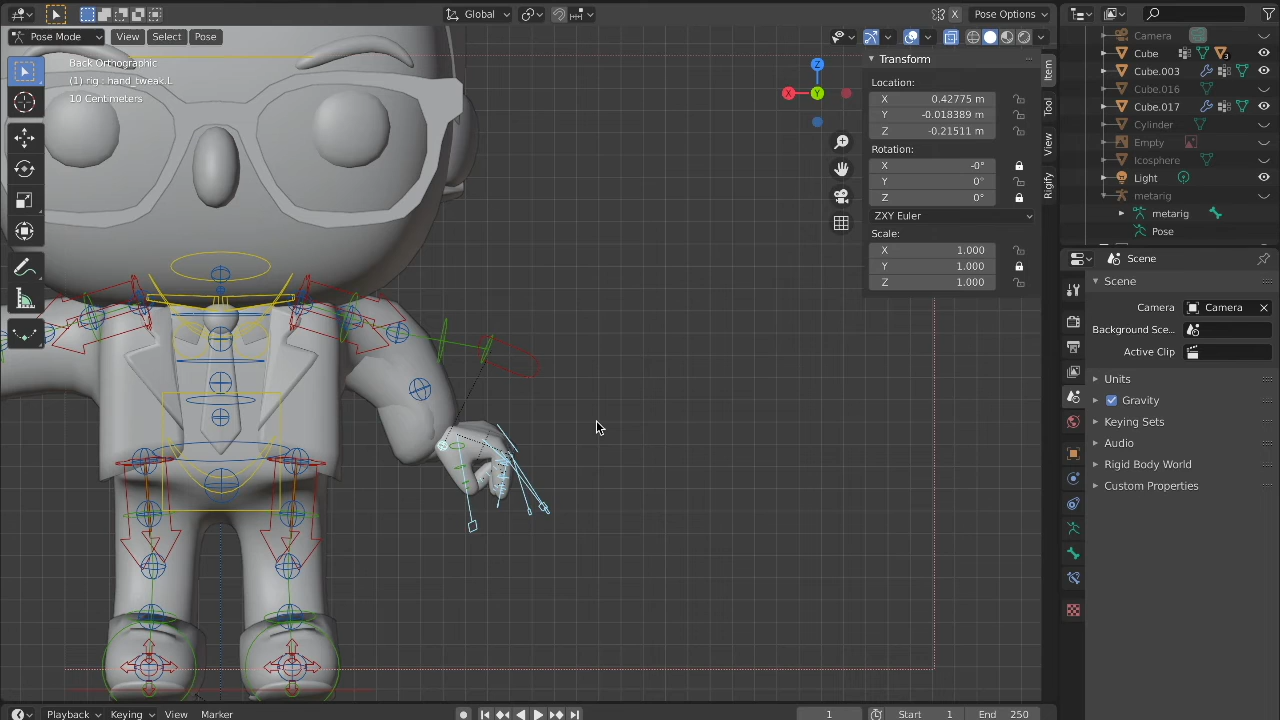 Global
X
Pose Options
Pose Mode
View
Select
Pose
Back Orthographic
(1) rig : hand_tweak.L
10 Centimeters
Z
X
Y
Transform
Location:
X 0.42775 m
Y -0.018389 m
Z -0.21511 m
Rotation:
X -0°
Y 0°
Z 0°
ZXY Euler
Scale:
X 1.000
Y 1.000
Z 1.000
Item
Tool
View
Rigify
Camera
Cube
3
Cube.003
Cube.016
Cube.017
Cylinder
Empty
Icosphere
Light
metarig
metarig
Pose
Scene
Scene
Camera
Camera
Background Sce...
Active Clip
Units
Gravity
Keying Sets
Audio
Rigid Body World
Custom Properties
Playback
Keying
View
Marker
1
Start 1
End 250